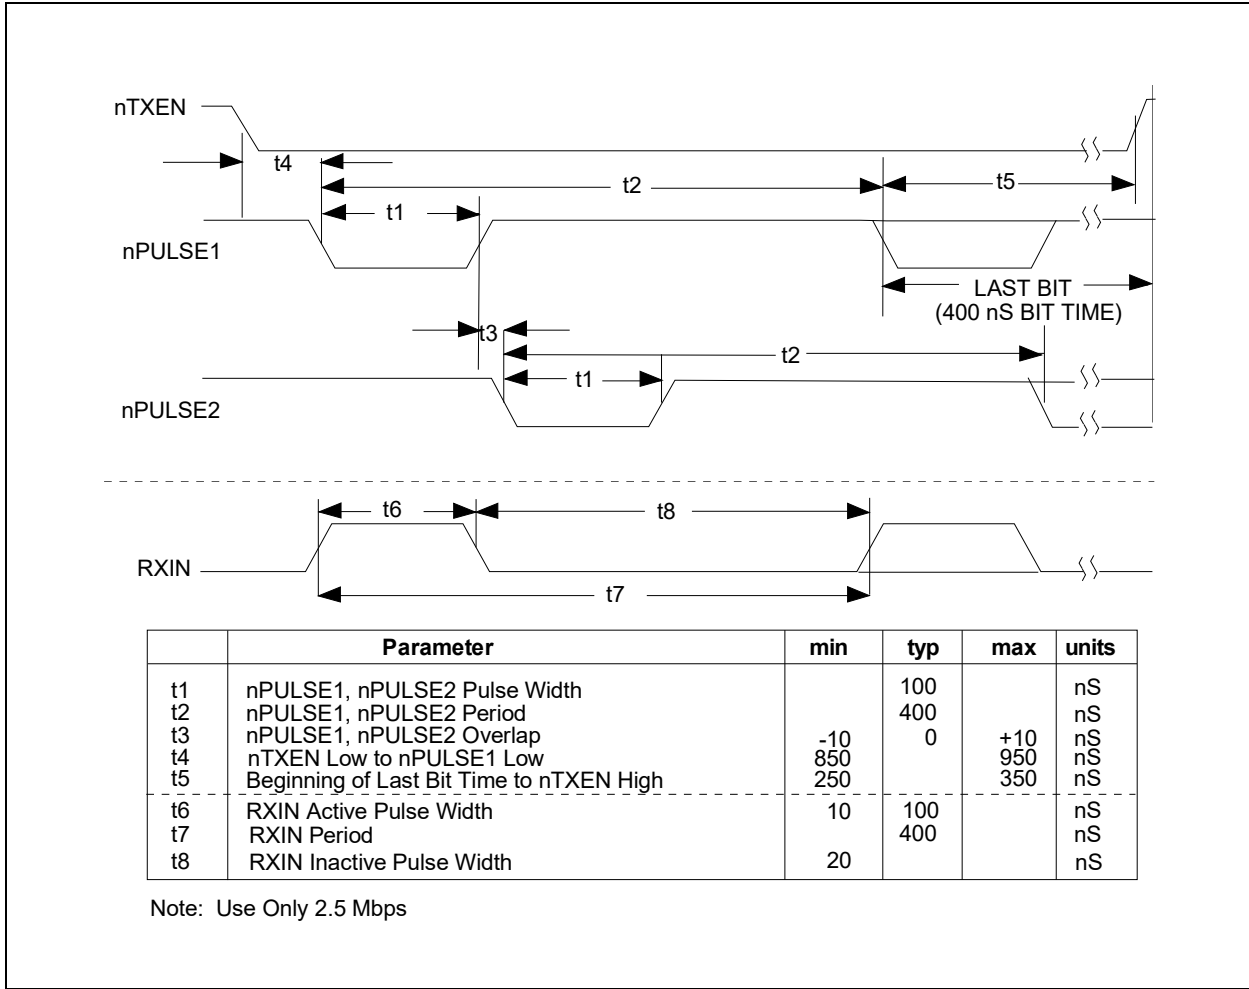 nTXEN
t4
t2
t5
t1
nPULSE1
LAST BIT
(400 nS BIT TIME)
t3
t2
t1
nPULSE2
t6
t8
RXIN
t7
Parameter min typ max units
t1 nPULSE1, nPULSE2 Pulse Width 100 nS
t2 nPULSE1, nPULSE2 Period 400 nS
t3 nPULSE1, nPULSE2 Overlap -10 0 +10 nS
t4 nTXEN Low to nPULSE1 Low 850 950 nS
t5 Beginning of Last Bit Time to nTXEN High 250 350 nS
t6 RXIN Active Pulse Width 10 100 nS
t7 RXIN Period 400 nS
t8 RXIN Inactive Pulse Width 20 nS
Note: Use Only 2.5 Mbps